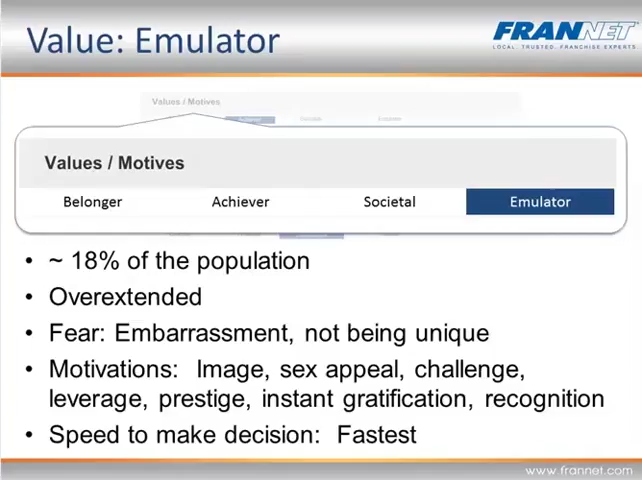 Value: Emulator
FRANNET
LOCAL. TRUSTED. FRANCHISE EXPERTS.
Values / Motives
Values / Motives
Belonger Achiever Societal Emulator
• ~ 18% of the population
• Overextended
• Fear: Embarrassment, not being unique
• Motivations: Image, sex appeal, challenge,
leverage, prestige, instant gratification, recognition
• Speed to make decision: Fastest
www.frannet.com